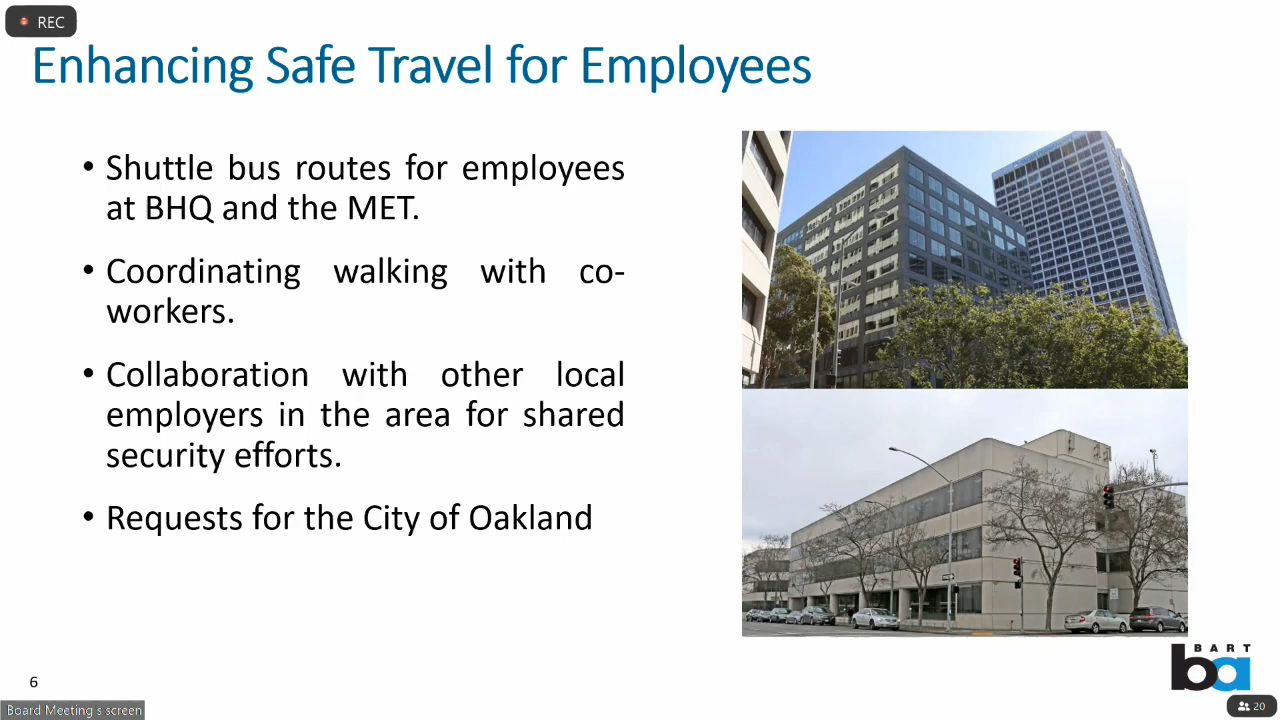 REC
Enhancing Safe Travel for Employees
• Shuttle bus routes for employees
at BHQ and the MET.
• Coordinating walking with co-
workers.
• Collaboration with other local
employers in the area for shared
security efforts.
• Requests for the City of Oakland
BART
ba
6
Board Meeting's screen
20